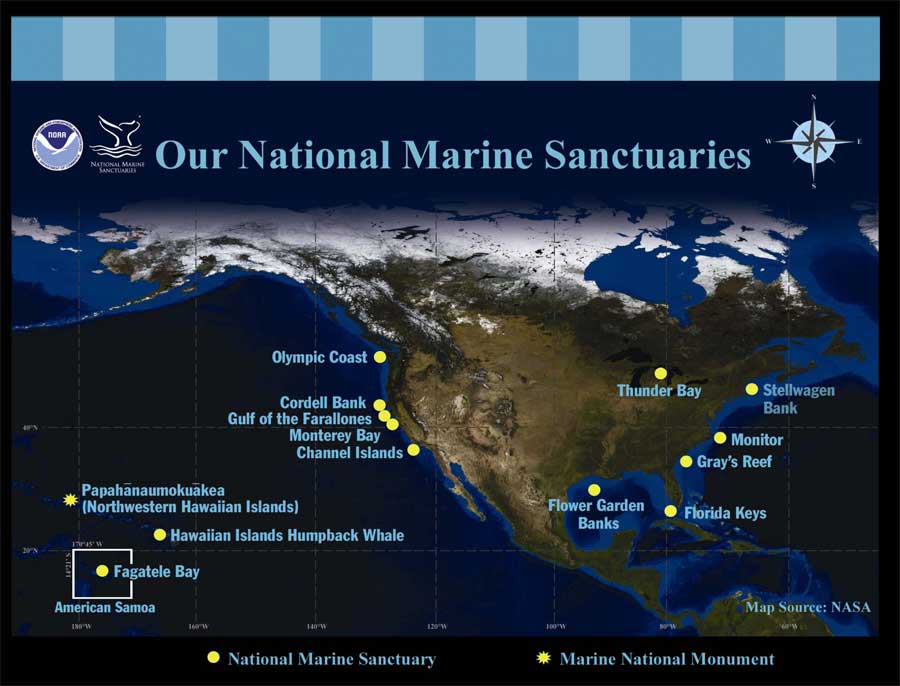 N
W
E
S
NOAA
NATIONAL MARINE
SANCTUARIES
Our National Marine Sanctuaries
60°N
Olympic Coast
Thunder Bay
Stellwagen
Bank
Cordell Bank
Gulf of the Farallones
Monterey Bay
Channel Islands
40°N
Monitor
Gray's Reef
Papahānaumokuākea
(Northwestern Hawaiian Islands)
Flower Garden
Banks
Florida Keys
Hawaiian Islands Humpback Whale
170°45" W
20°N
14°21' S
Fagatele Bay
American Samoa
Map Source: NASA
180°W
160°W
140°W
120°W
100°W
80°W
60°W
National Marine Sanctuary
Marine National Monument